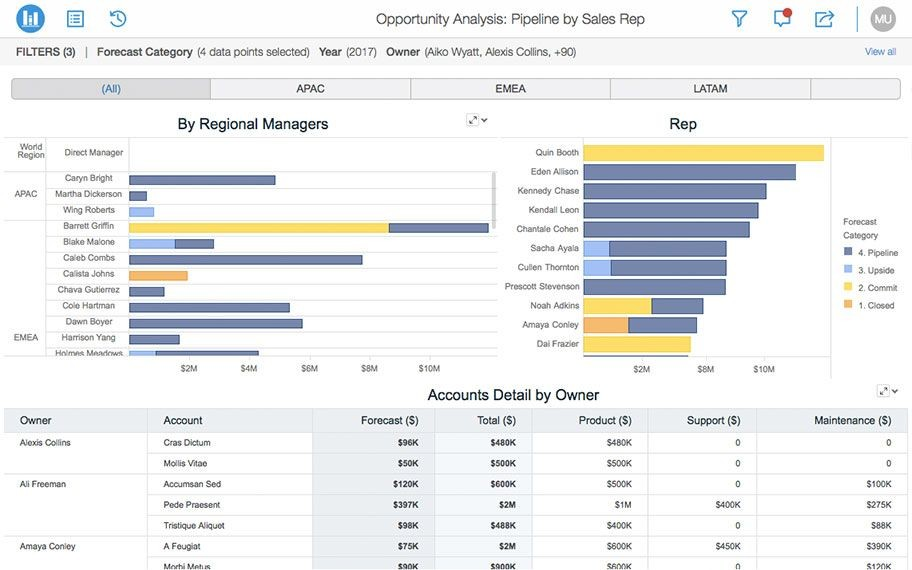 Opportunity Analysis: Pipeline by Sales Rep
MU
FILTERS (3) | Forecast Category (4 data points selected) Year (2017) Owner (Aiko Wyatt, Alexis Collins, +90) View all
(All) APAC EMEA LATAM
By Regional Managers
World Region Direct Manager
APAC
Caryn Bright
Martha Dickerson
Wing Roberts
EMEA
Barrett Griffin
Blake Malone
Caleb Combs
Calista Johns
Chava Gutierrez
Cole Hartman
Dawn Boyer
Harrison Yang
Holmes Meadows
$2M $4M $6M $8M $10M
Rep
Quin Booth
Eden Allison
Kennedy Chase
Kendall Leon
Chantale Cohen
Sacha Ayala
Cullen Thornton
Prescott Stevenson
Noah Adkins
Amaya Conley
Dai Frazier
$2M $8M $10M
Forecast
Category
4. Pipeline
3. Upside
2. Commit
1. Closed
Accounts Detail by Owner
Owner Account Forecast ($) Total ($) Product ($) Support ($) Maintenance ($)
Alexis Collins Cras Dictum $96K $480K $480K 0 0
Mollis Vitae $50K $500K $500K 0 0
Ali Freeman Accumsan Sed $120K $600K $500K 0 $100K
Pede Praesent $397K $2M $1M $400K $275K
Tristique Aliquet $98K $488K $400K 0 $88K
Amaya Conley A Feugiat $75K $2M $600K $450K $390K
Morbi Metus $90K $900K $600K 0 $120K